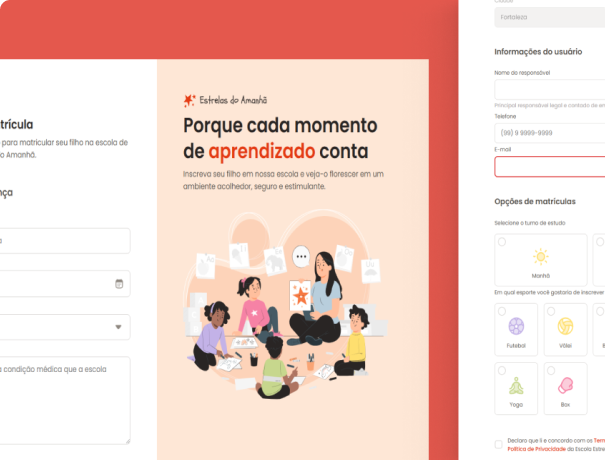 trícula
para matricular seu filho na escola de
o Amanhã.
nça
a condição médica que a escola
Estrelas do Amanhã
Porque cada momento
de aprendizado conta
Inscreva seu filho em nossa escola e veja-o florescer em um
ambiente acolhedor, seguro e estimulante.
Cidade
Fortaleza
Informações do usuário
Nome do responsável
Principal responsável legal e contrato de em
Telefone
(99) 9 9999-9999
E-mail
Opções de matrículas
Selecione o turno de estudo
Manhã
Em qual esporte você gostaria de inscrever
Futebol
Vôlei
Yoga
Box
Declaro que li e concordo com os Term
Política de Privacidade da Escola Estre